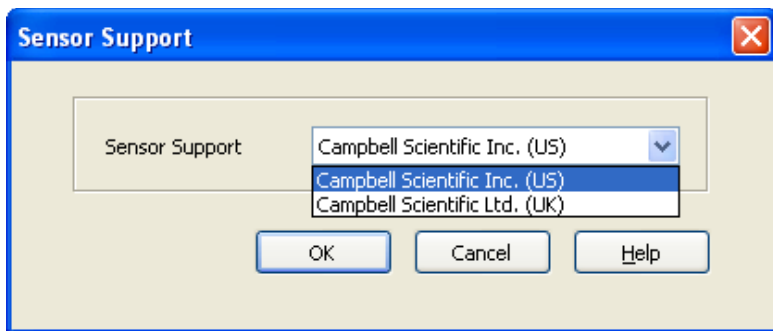 Sensor Support
Sensor Support
Campbell Scientific Inc. (US)
Campbell Scientific Inc. (US)
Campbell Scientific Ltd. (UK)
OK
Cancel
Help